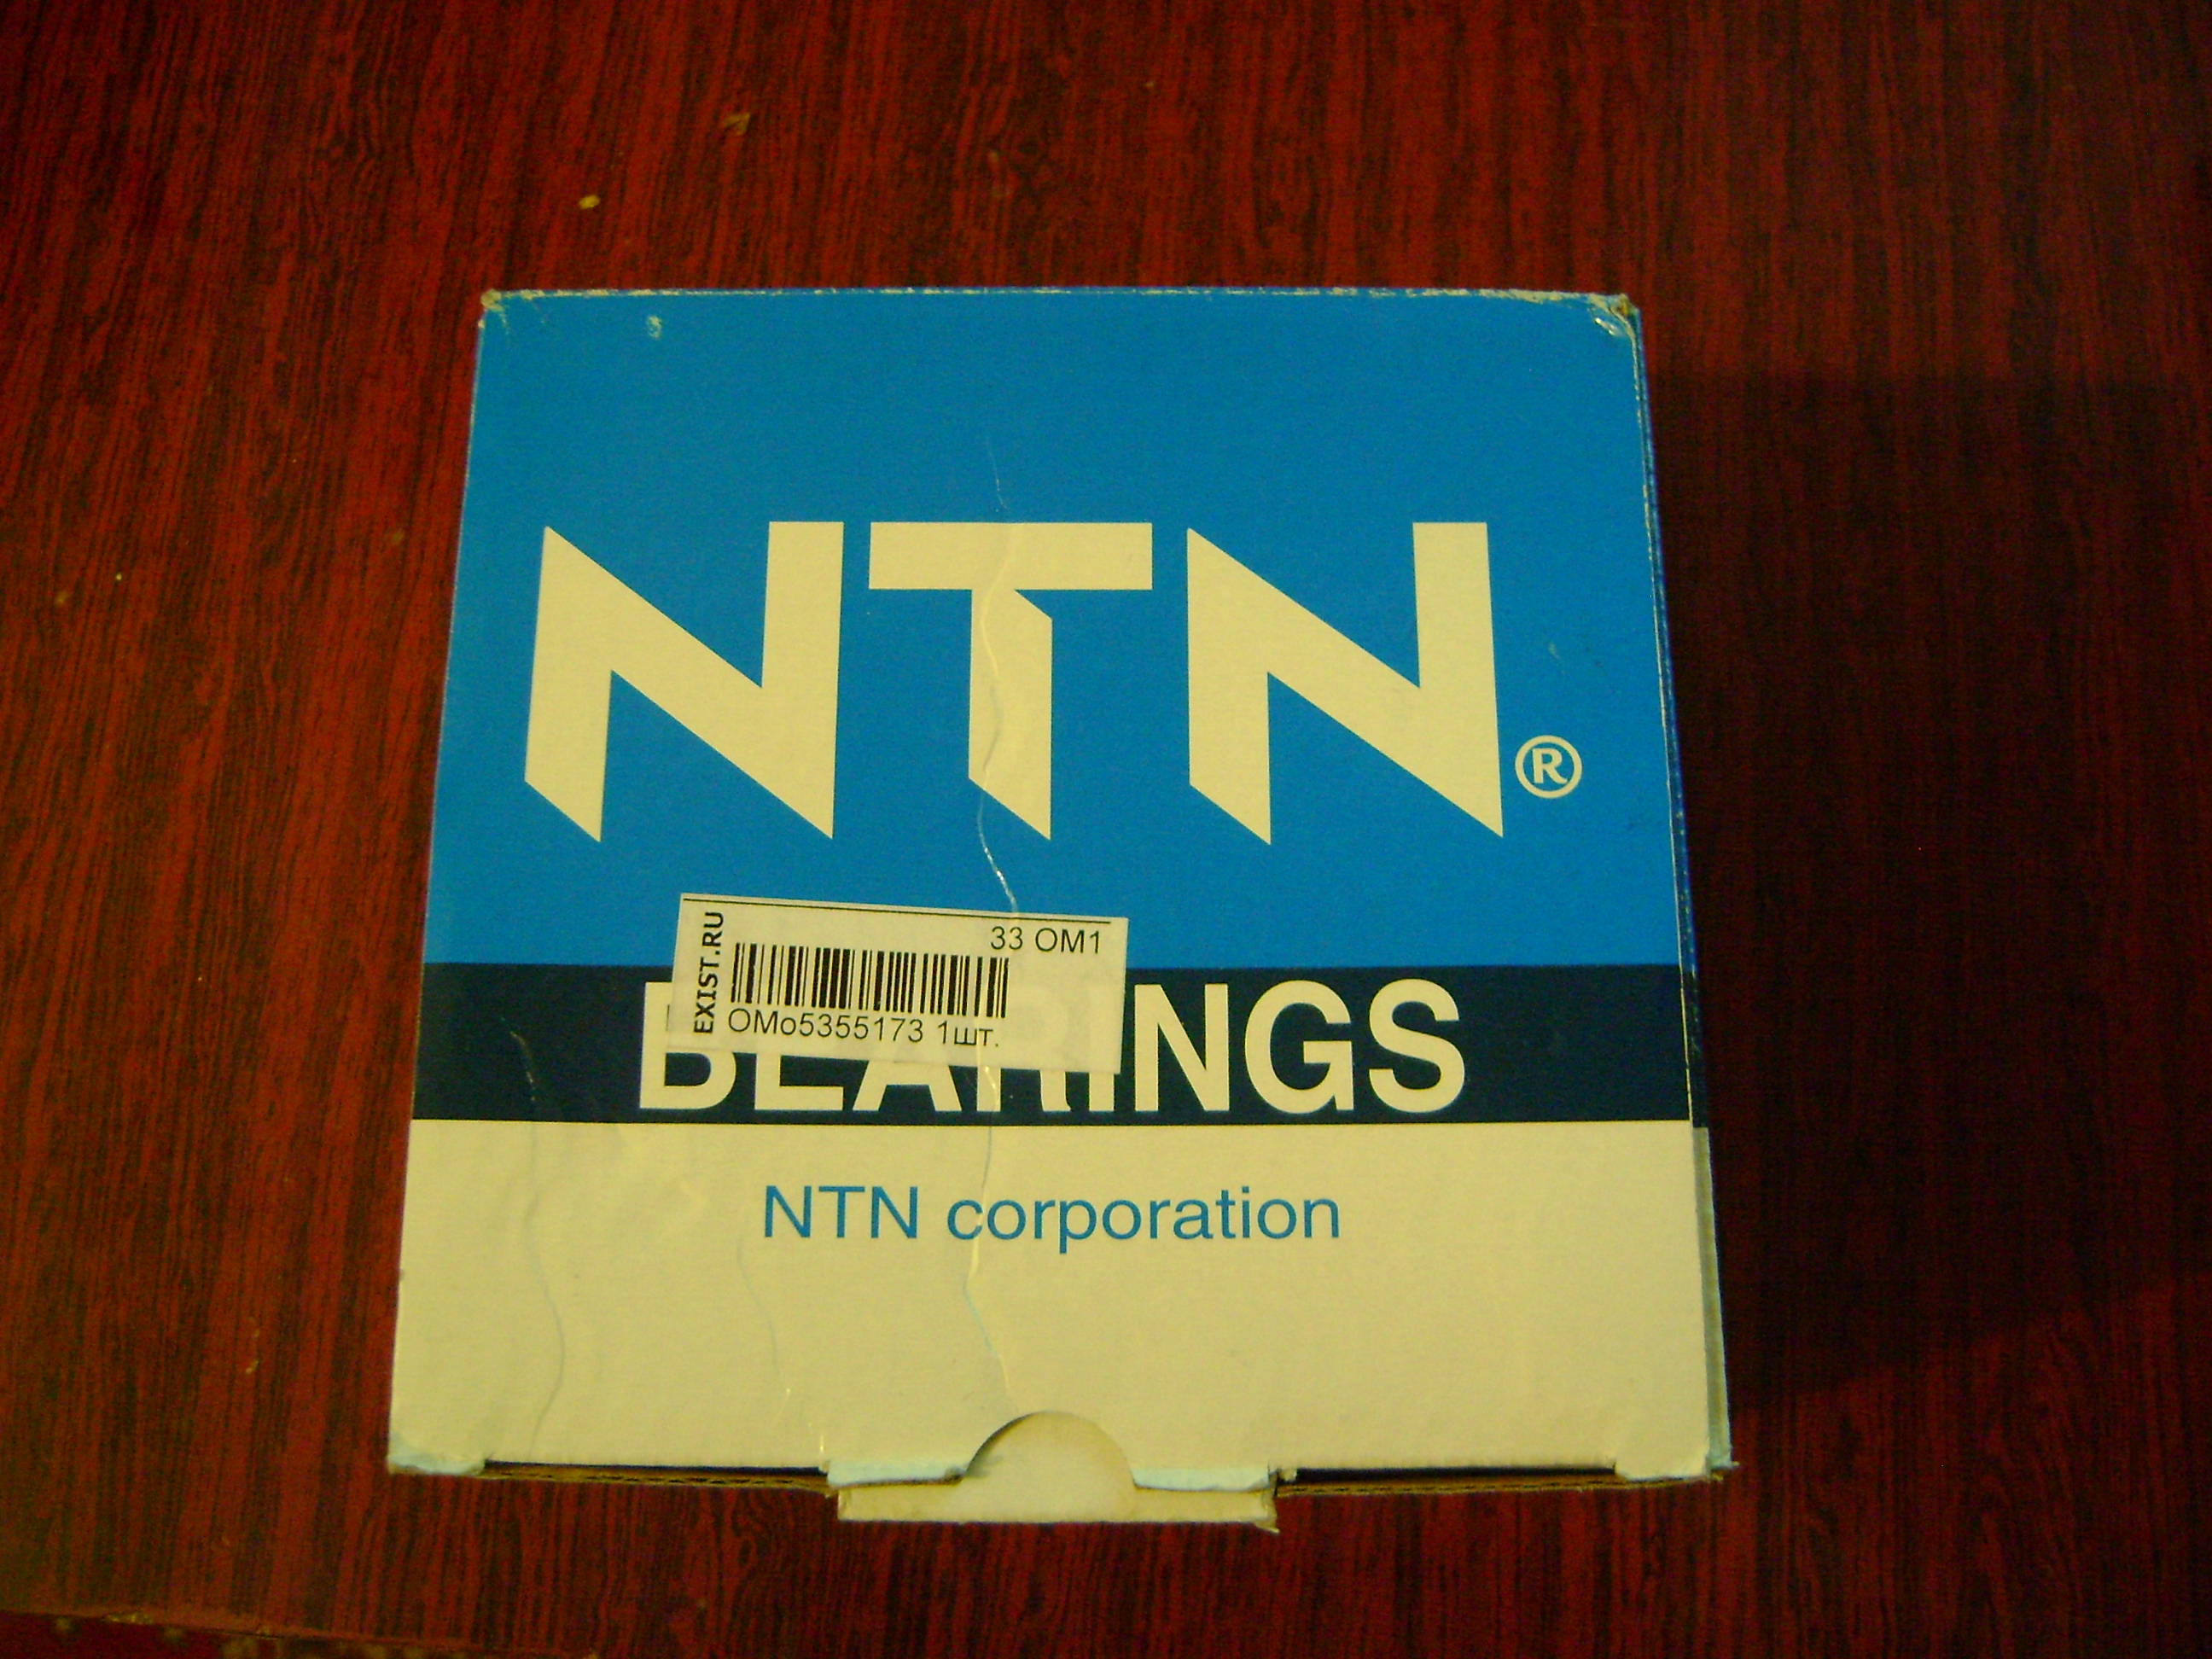 NTN®
EXIST.RU
33 OM1
OMo5355173 1шт.
BEARINGS
NTN corporation